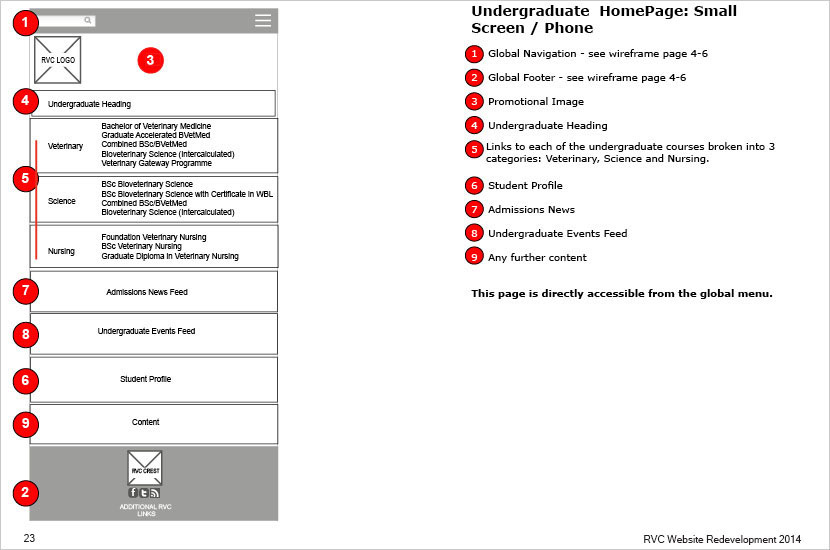 1
RVC LOGO
3
4
Undergraduate Heading
5
Veterinary
Bachelor of Veterinary Medicine
Graduate Accelerated BVetMed
Combined BSc/BVetMed
Bioveterinary Science (Intercalculated)
Veterinary Gateway Programme
Science
BSc Bioveterinary Science
BSc Bioveterinary Science with Certificate in WBL
Combined BSc/BVetMed
Bioveterinary Science (Intercalculated)
Nursing
Foundation Veterinary Nursing
BSc Veterinary Nursing
Graduate Diploma in Veterinary Nursing
7
Admissions News Feed
8
Undergraduate Events Feed
6
Student Profile
9
Content
2
RVC CREST
ADDITIONAL RVC
LINKS
Undergraduate HomePage: Small
Screen / Phone
1 Global Navigation - see wireframe page 4-6
2 Global Footer - see wireframe page 4-6
3 Promotional Image
4 Undergraduate Heading
5 Links to each of the undergraduate courses broken into 3
categories: Veterinary, Science and Nursing.
6 Student Profile
7 Admissions News
8 Undergraduate Events Feed
9 Any further content
This page is directly accessible from the global menu.
23
RVC Website Redevelopment 2014